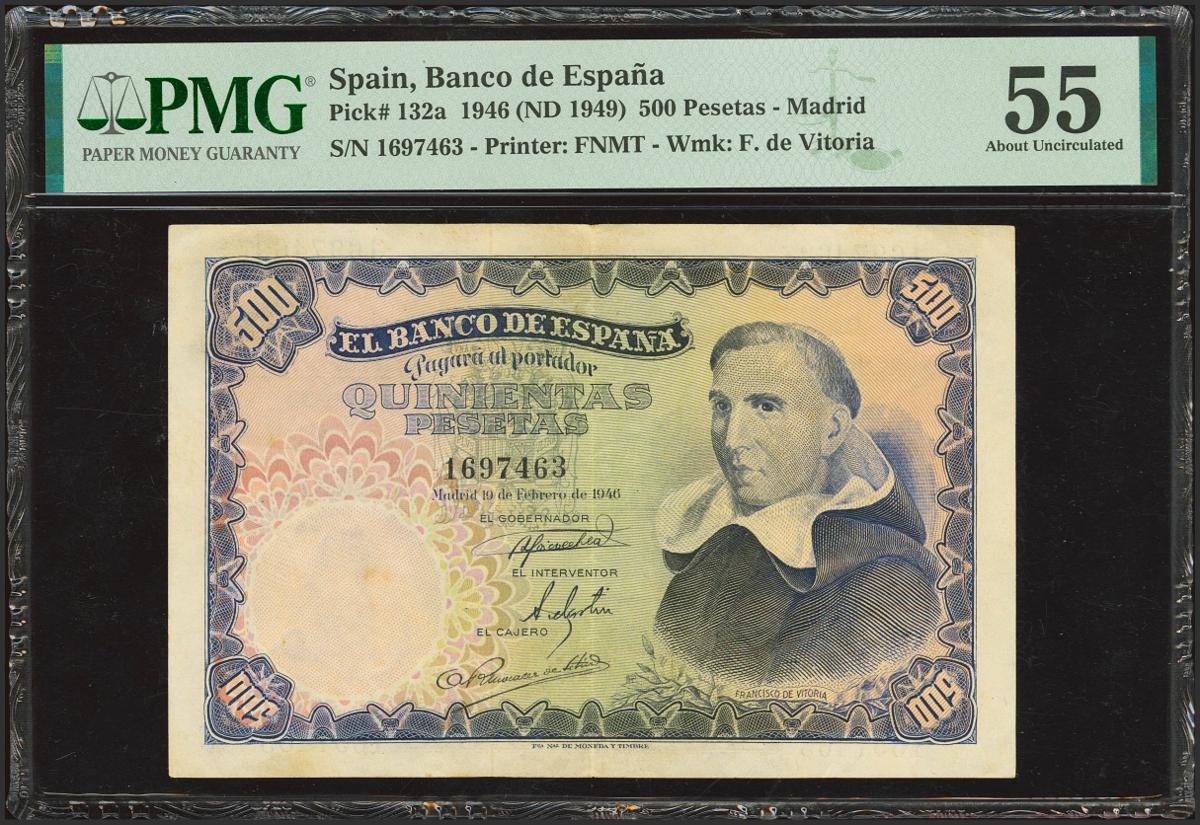 PMG®
PAPER MONEY GUARANTY
Spain, Banco de España
Pick# 132a 1946 (ND 1949) 500 Pesetas - Madrid
S/N 1697463 - Printer: FNMT - Wmk: F. de Vitoria
55
About Uncirculated
500
500
EL BANCO DE ESPAÑA
Pagará al portador
QUINIENTAS
PESETAS
1697463
Madrid 19 de Febrero de 1946
EL GOBERNADOR
EL INTERVENTOR
EL CAJERO
FRANCISCO DE VITORIA
500
500
Fca Nal DE MONEDA Y TIMBRE